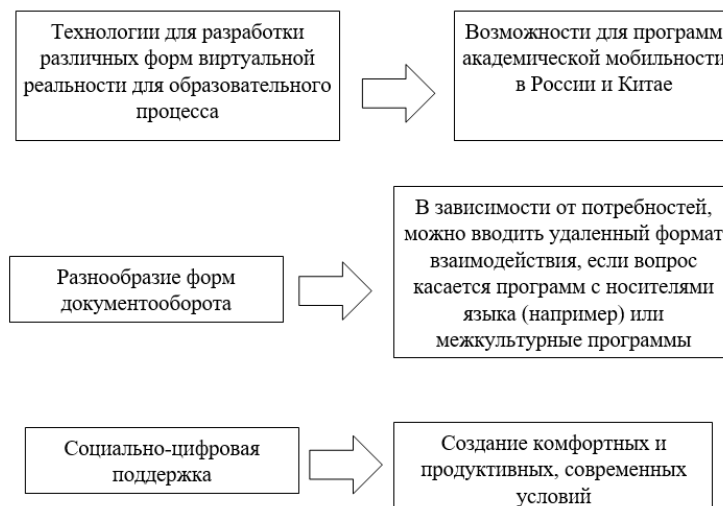 Технологии для разработки
различных форм виртуальной
реальности для образовательного
процесса
Возможности для программ
академической мобильности
в России и Китае
Разнообразие форм
документооборота
В зависимости от потребностей,
можно вводить удаленный формат
взаимодействия, если вопрос
касается программ с носителями
языка (например) или
межкультурные программы
Социально-цифровая
поддержка
Создание комфортных и
продуктивных, современных
условий